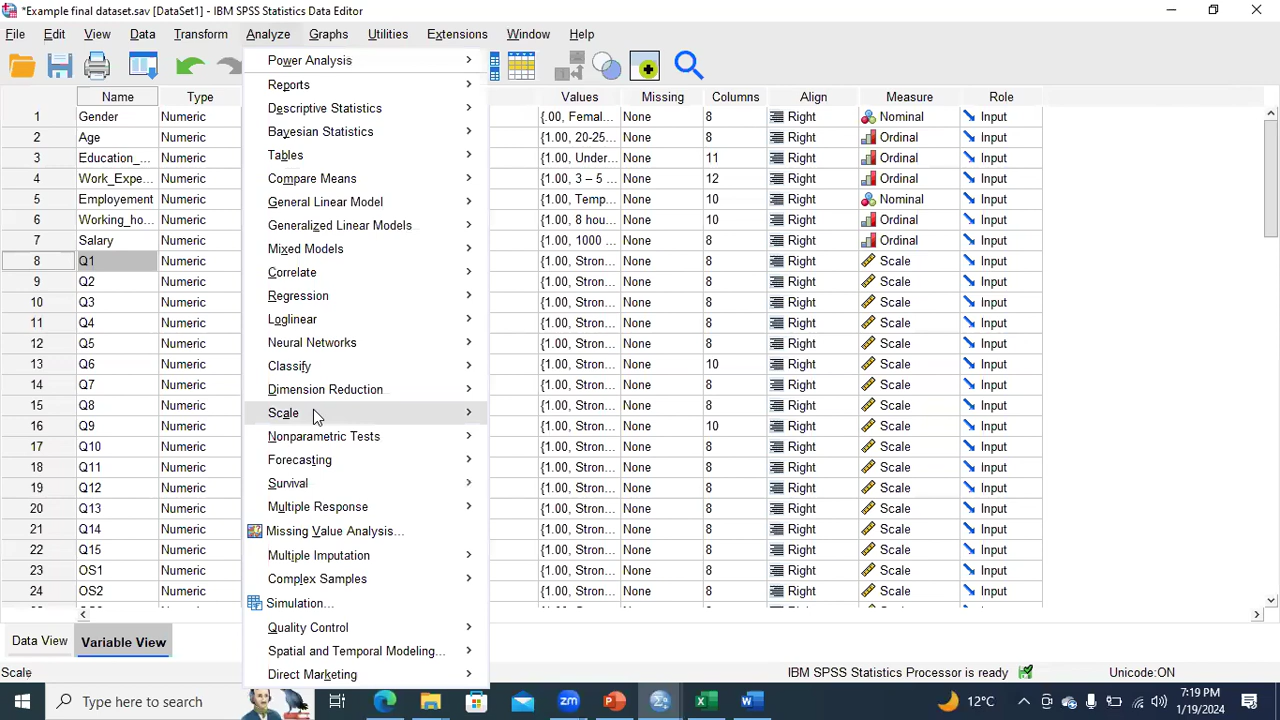 *Example final dataset.sav [DataSet1] - IBM SPSS Statistics Data Editor
File Edit View Data Transform Analyze Graphs Utilities Extensions Window Help
Name Type Values Missing Columns Align Measure Role
1 Gender Numeric {.00, Femal... None 8 Right Nominal Input
2 Age Numeric {1.00, 20-25... None 8 Right Ordinal Input
3 Education_... Numeric {1.00, Under... None 11 Right Ordinal Input
4 Work_Expe... Numeric {1.00, 3 – 5 ... None 12 Right Ordinal Input
5 Employement Numeric {1.00, Temp... None 10 Right Nominal Input
6 Working_ho... Numeric {1.00, 8 hou... None 10 Right Ordinal Input
7 Salary Numeric {1.00, 1000 ... None 8 Right Ordinal Input
8 Q1 Numeric {1.00, Stron... None 8 Right Scale Input
9 Q2 Numeric {1.00, Stron... None 8 Right Scale Input
10 Q3 Numeric {1.00, Stron... None 8 Right Scale Input
11 Q4 Numeric {1.00, Stron... None 8 Right Scale Input
12 Q5 Numeric {1.00, Stron... None 8 Right Scale Input
13 Q6 Numeric {1.00, Stron... None 10 Right Scale Input
14 Q7 Numeric {1.00, Stron... None 8 Right Scale Input
15 Q8 Numeric {1.00, Stron... None 8 Right Scale Input
16 Q9 Numeric {1.00, Stron... None 10 Right Scale Input
17 Q10 Numeric {1.00, Stron... None 8 Right Scale Input
18 Q11 Numeric {1.00, Stron... None 8 Right Scale Input
19 Q12 Numeric {1.00, Stron... None 8 Right Scale Input
20 Q13 Numeric {1.00, Stron... None 8 Right Scale Input
21 Q14 Numeric {1.00, Stron... None 8 Right Scale Input
22 Q15 Numeric {1.00, Stron... None 8 Right Scale Input
23 OS1 Numeric {1.00, Stron... None 8 Right Scale Input
24 OS2 Numeric {1.00, Stron... None 8 Right Scale Input
Power Analysis
Reports
Descriptive Statistics
Bayesian Statistics
Tables
Compare Means
General Linear Model
Generalized Linear Models
Mixed Models
Correlate
Regression
Loglinear
Neural Networks
Classify
Dimension Reduction
Scale
Nonparametric Tests
Forecasting
Survival
Multiple Response
Missing Value Analysis...
Multiple Imputation
Complex Samples
Simulation...
Quality Control
Spatial and Temporal Modeling...
Direct Marketing
Data View Variable View
Scale IBM SPSS Statistics Processor is ready Unicode:ON
Type here to search zm 12°C 7:19 PM
1/19/2024